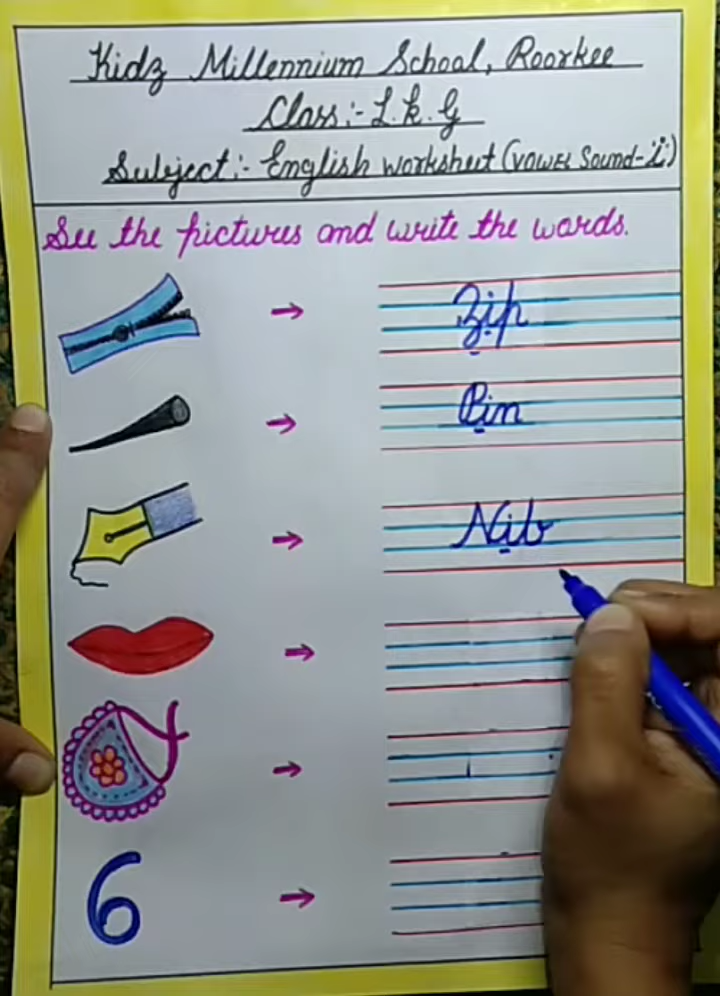 Kidz Millennium School, Roorkee
Class:- L.K.G
Subject:- English Worksheet (Vowel Sound-'i')
See the pictures and write the words.
→ Zip
→ Pin
→ Nib
→
→
6 →